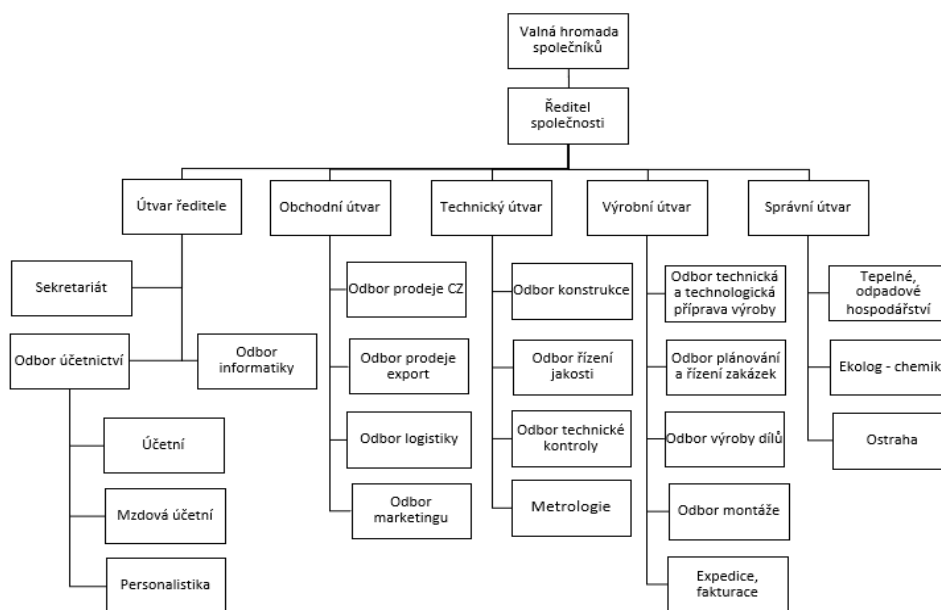 Valná hromada
společníků
Ředitel
společnosti
Útvar ředitele
Obchodní útvar
Technický útvar
Výrobní útvar
Správní útvar
Sekretariát
Odbor účetnictví
Odbor
informatiky
Účetní
Mzdová účetní
Personalistika
Odbor prodeje CZ
Odbor prodeje
export
Odbor logistiky
Odbor
marketingu
Odbor konstrukce
Odbor řízení
jakosti
Odbor technické
kontroly
Metrologie
Odbor technická
a technologická
příprava výroby
Odbor plánování
a řízení zakázek
Odbor výroby dílů
Odbor montáže
Expedice,
fakturace
Tepelné,
odpadové
hospodářství
Ekolog - chemik
Ostraha